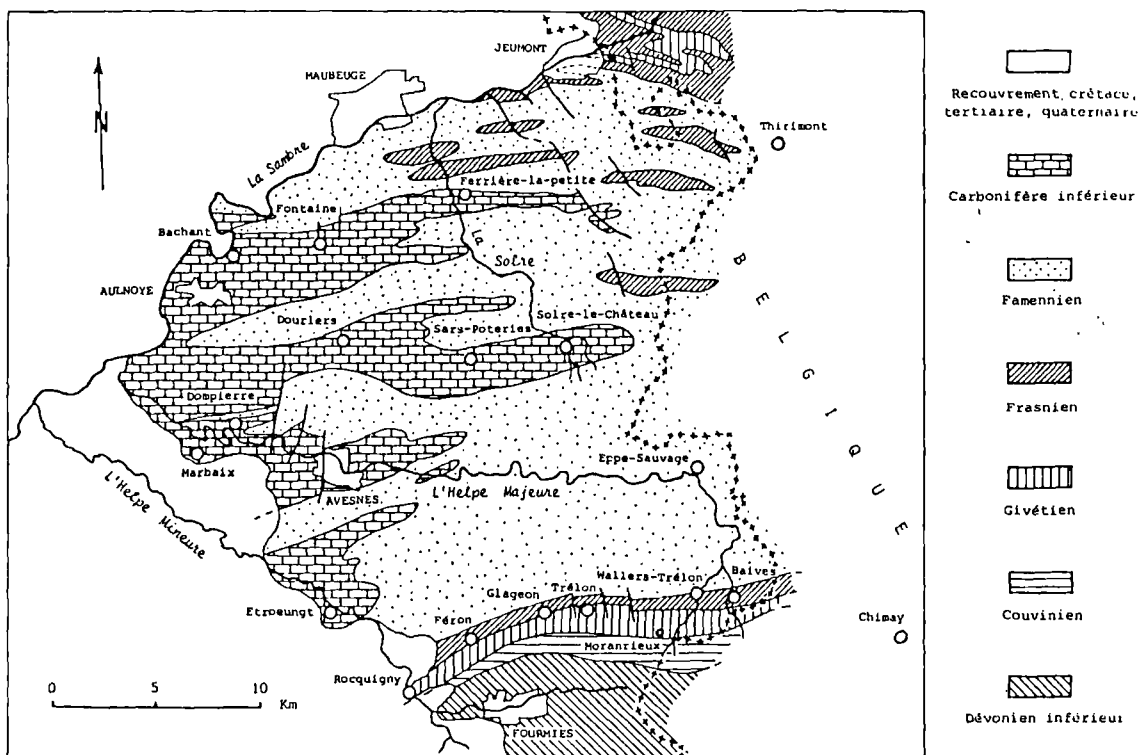 JEUMONT
MAUBEUGE
N
Thirimont
La Sambre
Ferrière-la-petite
Fontaine
Bachant
La Solre
AULNOYE
BELGIQUE
Dourlers
Sars-Poteries
Solre-le-Château
Dompierre
Marbaix
Eppe-Sauvage
L'Helpe Majeure
AVESNES
L'Helpe Mineure
Wallers-Trélon
Baives
Trélon
Glageon
Etroeungt
Féron
Chimay
Moranrieux
Rocquigny
0 5 10
Km
FOURMIES
Recouvrement, crétacé,
tertiaire, quaternaire
Carbonifère inférieur
Famennien
Frasnien
Givétien
Couvinien
Dévonien inférieur